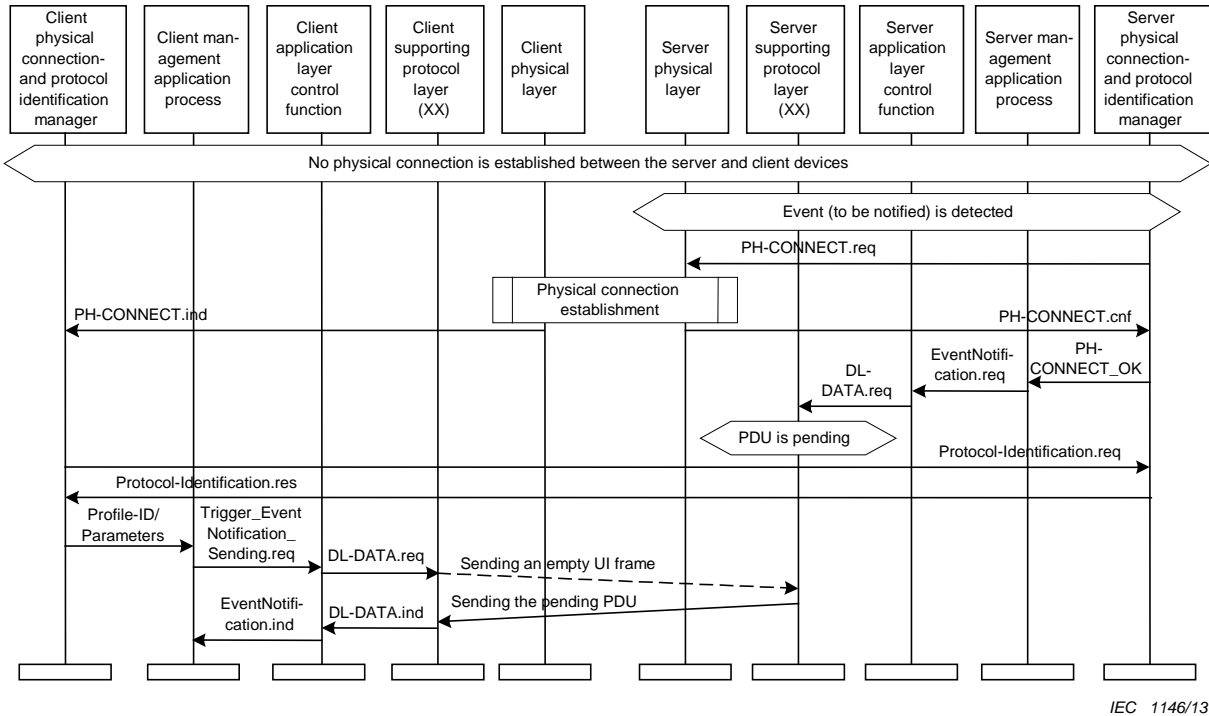 Client
physical
connection-
and protocol
identification
manager
Client man-
agement
application
process
Client
application
layer
control
function
Client
supporting
protocol
layer
(XX)
Client
physical
layer
Server
physical
layer
Server
supporting
protocol
layer (XX)
Server
application
layer
control
function
Server man-
agement
application
process
Server
physical
connection-
and protocol
identification
manager
No physical connection is established between the server and client devices
Event (to be notified) is detected
PH-CONNECT.req
Physical connection
establishment
PH-CONNECT.ind
PH-CONNECT.cnf
PH-
CONNECT_OK
EventNotifi-
cation.req
DL-
DATA.req
PDU is pending
Protocol-Identification.req
Protocol-Identification.res
Profile-ID/
Parameters
Trigger_Event
Notification_
Sending.req
DL-DATA.req
Sending an empty UI frame
Sending the pending PDU
DL-DATA.ind
EventNotifi-
cation.ind
IEC 1146/13